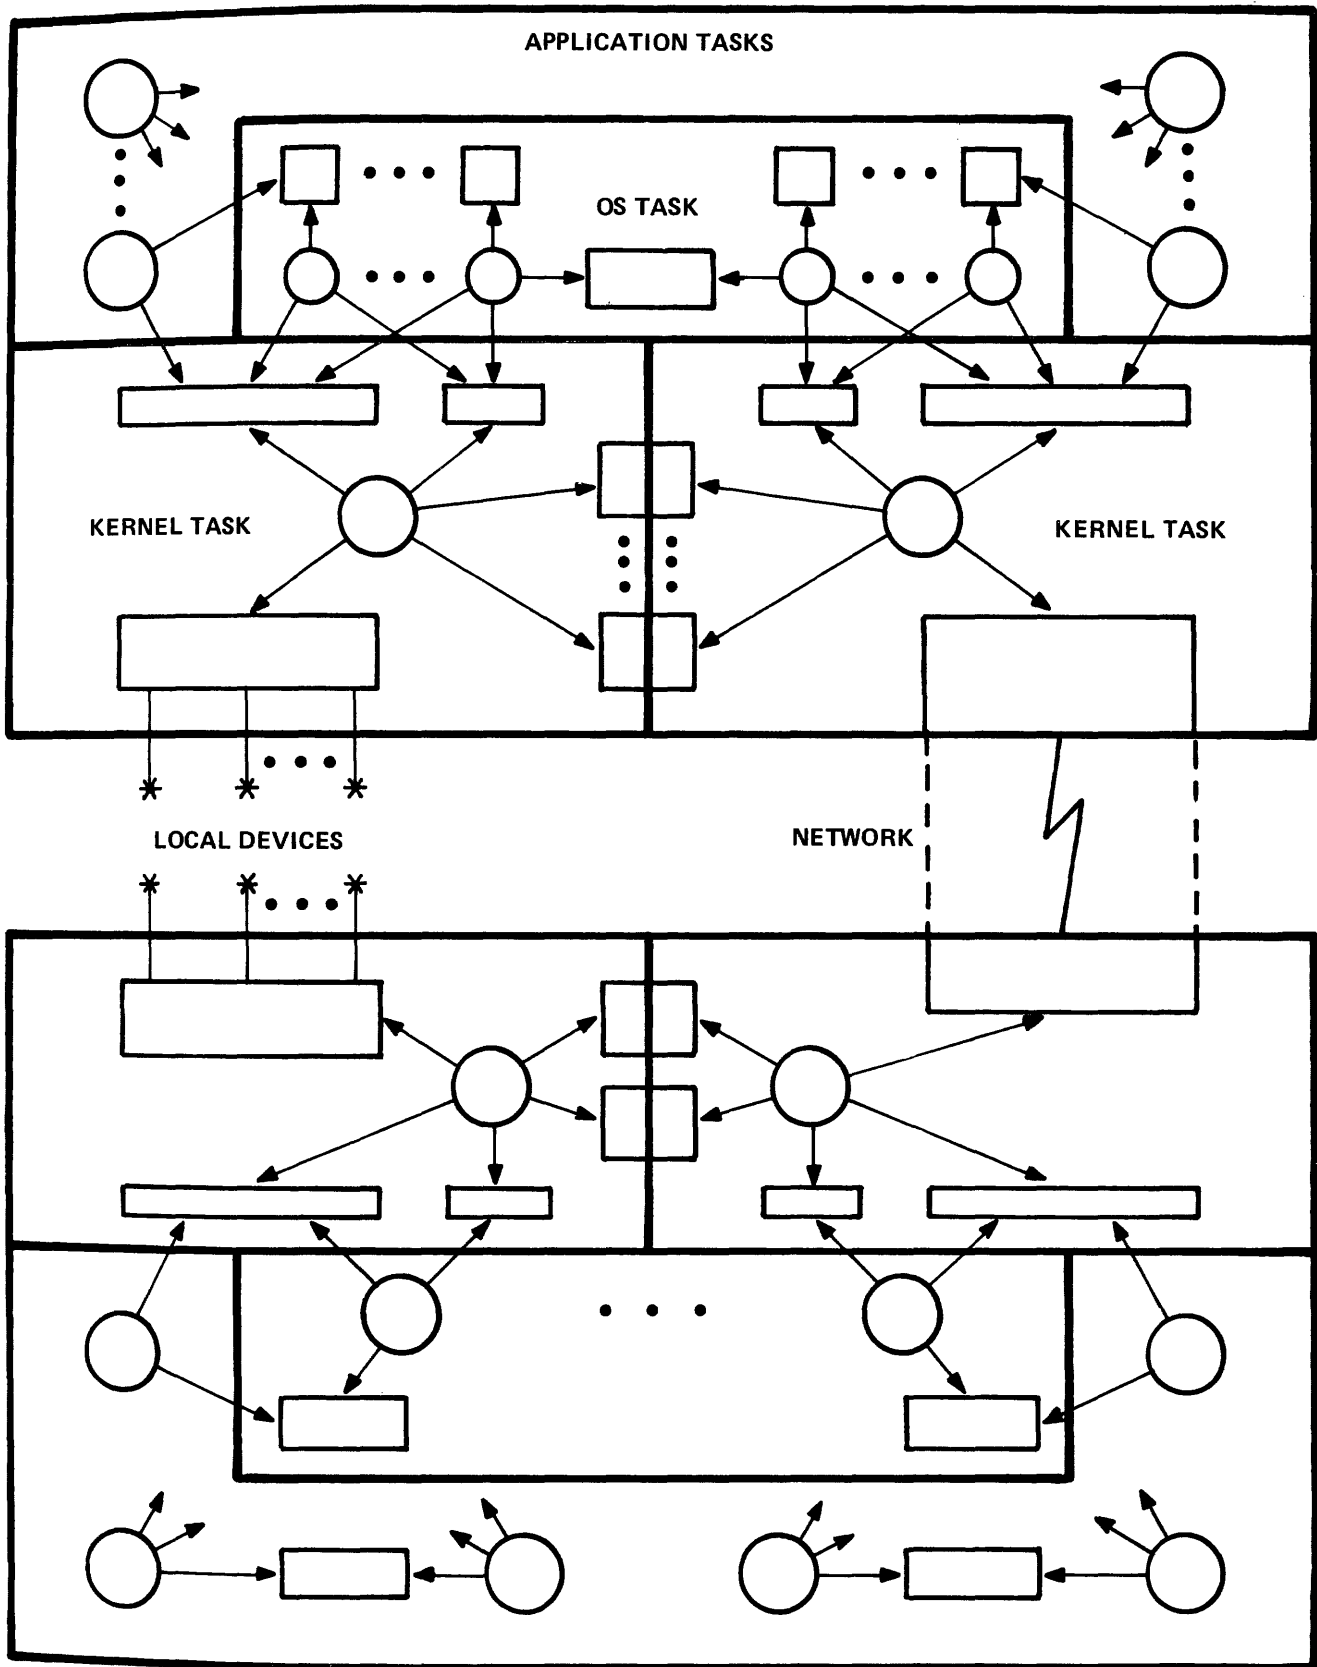 APPLICATION TASKS
OS TASK
KERNEL TASK
KERNEL TASK
LOCAL DEVICES
NETWORK